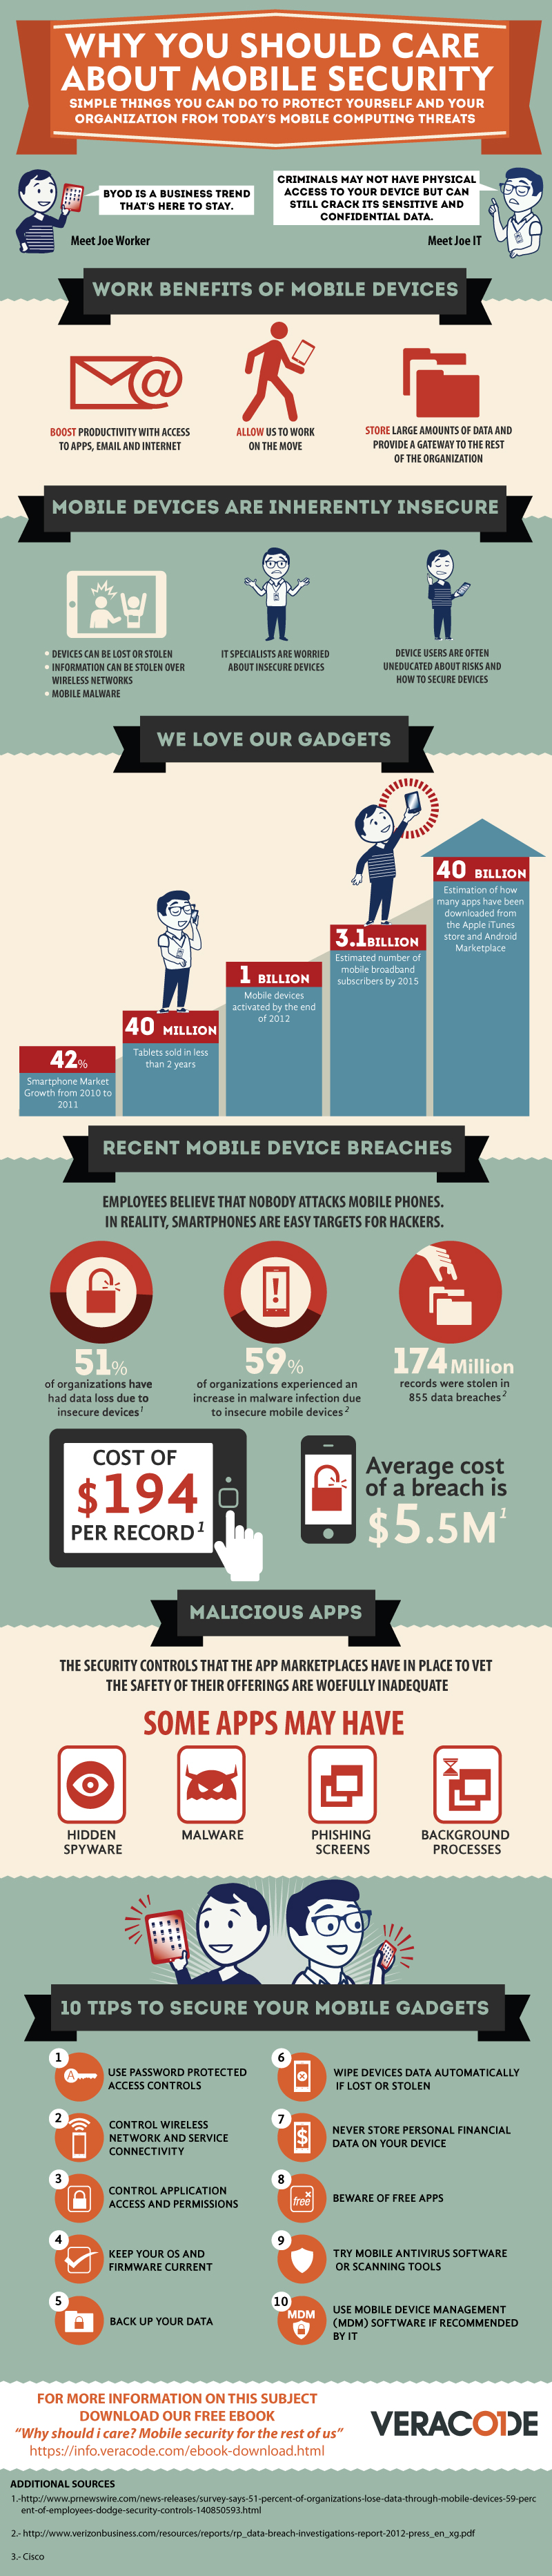 WHY YOU SHOULD CARE
ABOUT MOBILE SECURITY
SIMPLE THINGS YOU CAN DO TO PROTECT YOURSELF AND YOUR
ORGANIZATION FROM TODAY'S MOBILE COMPUTING THREATS
BYOD IS A BUSINESS TREND
THAT'S HERE TO STAY.
Meet Joe Worker
CRIMINALS MAY NOT HAVE PHYSICAL
ACCESS TO YOUR DEVICE BUT CAN
STILL CRACK ITS SENSITIVE AND
CONFIDENTIAL DATA.
Meet Joe IT
WORK BENEFITS OF MOBILE DEVICES
BOOST PRODUCTIVITY WITH ACCESS
TO APPS, EMAIL AND INTERNET
ALLOW US TO WORK
ON THE MOVE
STORE LARGE AMOUNTS OF DATA AND
PROVIDE A GATEWAY TO THE REST
OF THE ORGANIZATION
MOBILE DEVICES ARE INHERENTLY INSECURE
• DEVICES CAN BE LOST OR STOLEN
• INFORMATION CAN BE STOLEN OVER
WIRELESS NETWORKS
• MOBILE MALWARE
IT SPECIALISTS ARE WORRIED
ABOUT INSECURE DEVICES
DEVICE USERS ARE OFTEN
UNEDUCATED ABOUT RISKS AND
HOW TO SECURE DEVICES
WE LOVE OUR GADGETS
42%
Smartphone Market
Growth from 2010 to
2011
40 MILLION
Tablets sold in less
than 2 years
1 BILLION
Mobile devices
activated by the end
of 2012
3.1 BILLION
Estimated number of
mobile broadband
subscribers by 2015
40 BILLION
Estimation of how
many apps have been
downloaded from
the Apple iTunes
store and Android
Marketplace
RECENT MOBILE DEVICE BREACHES
EMPLOYEES BELIEVE THAT NOBODY ATTACKS MOBILE PHONES.
IN REALITY, SMARTPHONES ARE EASY TARGETS FOR HACKERS.
51%
of organizations have
had data loss due to
insecure devices1
59%
of organizations experienced an
increase in malware infection due
to insecure mobile devices2
174 Million
records were stolen in
855 data breaches2
COST OF
$194
PER RECORD1
Average cost
of a breach is
$5.5M1
MALICIOUS APPS
THE SECURITY CONTROLS THAT THE APP MARKETPLACES HAVE IN PLACE TO VET
THE SAFETY OF THEIR OFFERINGS ARE WOEFULLY INADEQUATE
SOME APPS MAY HAVE
HIDDEN
SPYWARE
MALWARE
PHISHING
SCREENS
BACKGROUND
PROCESSES
10 TIPS TO SECURE YOUR MOBILE GADGETS
1
A
USE PASSWORD PROTECTED
ACCESS CONTROLS
2
CONTROL WIRELESS
NETWORK AND SERVICE
CONNECTIVITY
3
CONTROL APPLICATION
ACCESS AND PERMISSIONS
4
KEEP YOUR OS AND
FIRMWARE CURRENT
5
BACK UP YOUR DATA
6
WIPE DEVICES DATA AUTOMATICALLY
IF LOST OR STOLEN
7
$
NEVER STORE PERSONAL FINANCIAL
DATA ON YOUR DEVICE
8
free
BEWARE OF FREE APPS
9
TRY MOBILE ANTIVIRUS SOFTWARE
OR SCANNING TOOLS
10
MDM
USE MOBILE DEVICE MANAGEMENT
(MDM) SOFTWARE IF RECOMMENDED
BY IT
FOR MORE INFORMATION ON THIS SUBJECT
DOWNLOAD OUR FREE EBOOK
"Why should i care? Mobile security for the rest of us"
https://info.veracode.com/ebook-download.html
VERACODE
ADDITIONAL SOURCES
1.-http://www.prnewswire.com/news-releases/survey-says-51-percent-of-organizations-lose-data-through-mobile-devices-59-perc
ent-of-employees-dodge-security-controls-140850593.html
2.- http://www.verizonbusiness.com/resources/reports/rp_data-breach-investigations-report-2012-press_en_xg.pdf
3.- Cisco